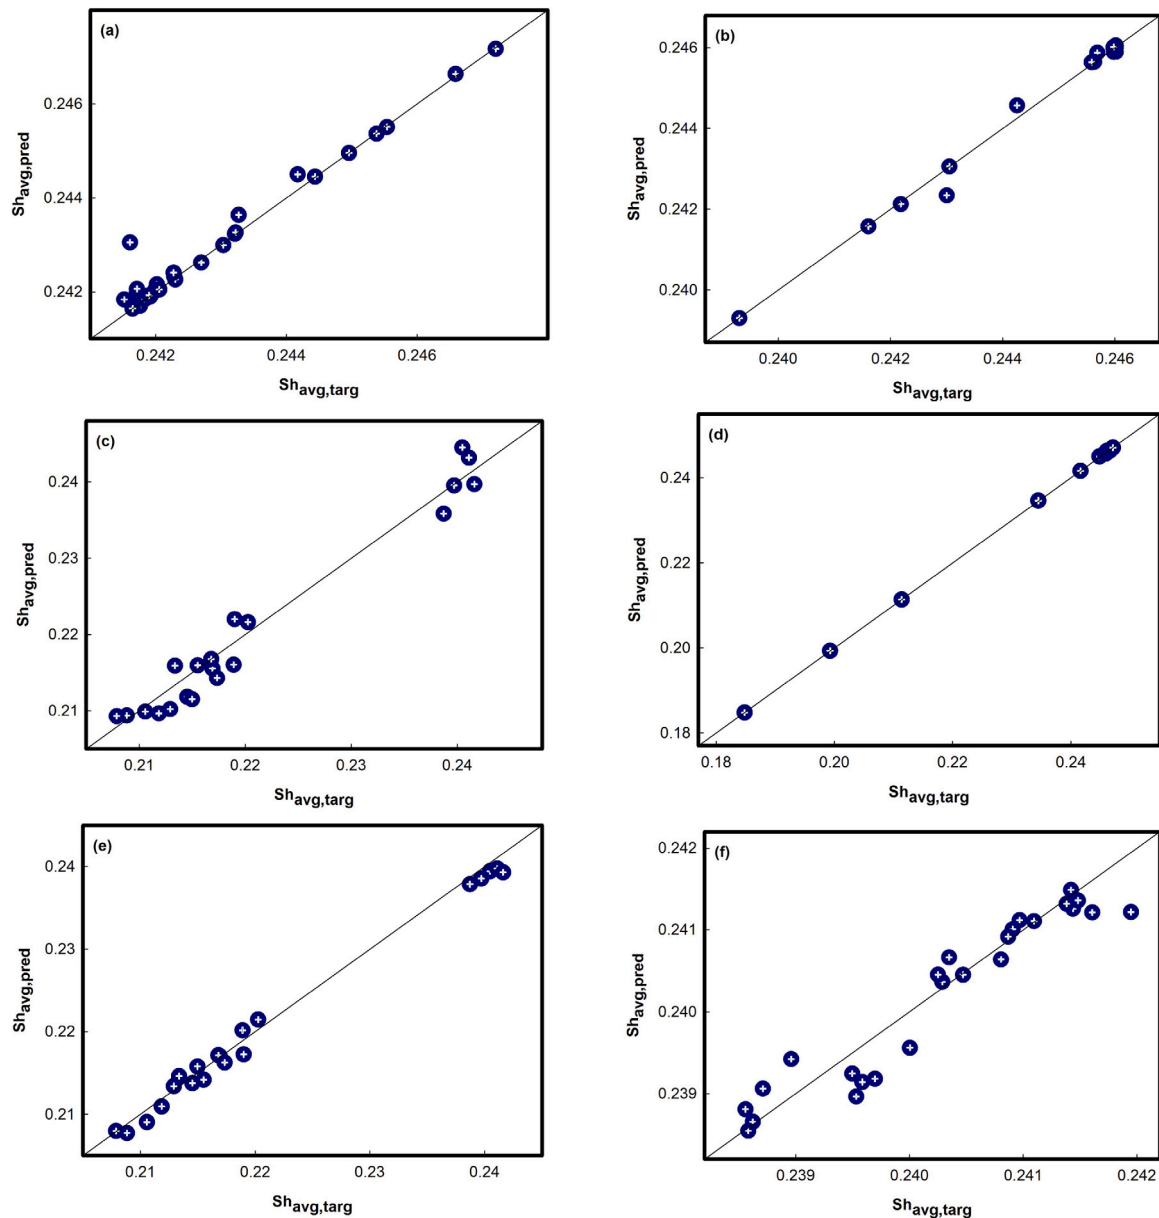 (a)
0.246
0.244
0.242
Sh_avg,pred
0.242 0.244 0.246
Sh_avg,targ
(b)
0.246
0.244
0.242
0.240
Sh_avg,pred
0.240 0.242 0.244 0.246
Sh_avg,targ
(c)
0.24
0.23
0.22
0.21
Sh_avg,pred
0.21 0.22 0.23 0.24
Sh_avg,targ
(d)
0.24
0.22
0.20
0.18
Sh_avg,pred
0.18 0.20 0.22 0.24
Sh_avg,targ
(e)
0.24
0.23
0.22
0.21
Sh_avg,pred
0.21 0.22 0.23 0.24
Sh_avg,targ
(f)
0.242
0.241
0.240
0.239
Sh_avg,pred
0.239 0.240 0.241 0.242
Sh_avg,targ